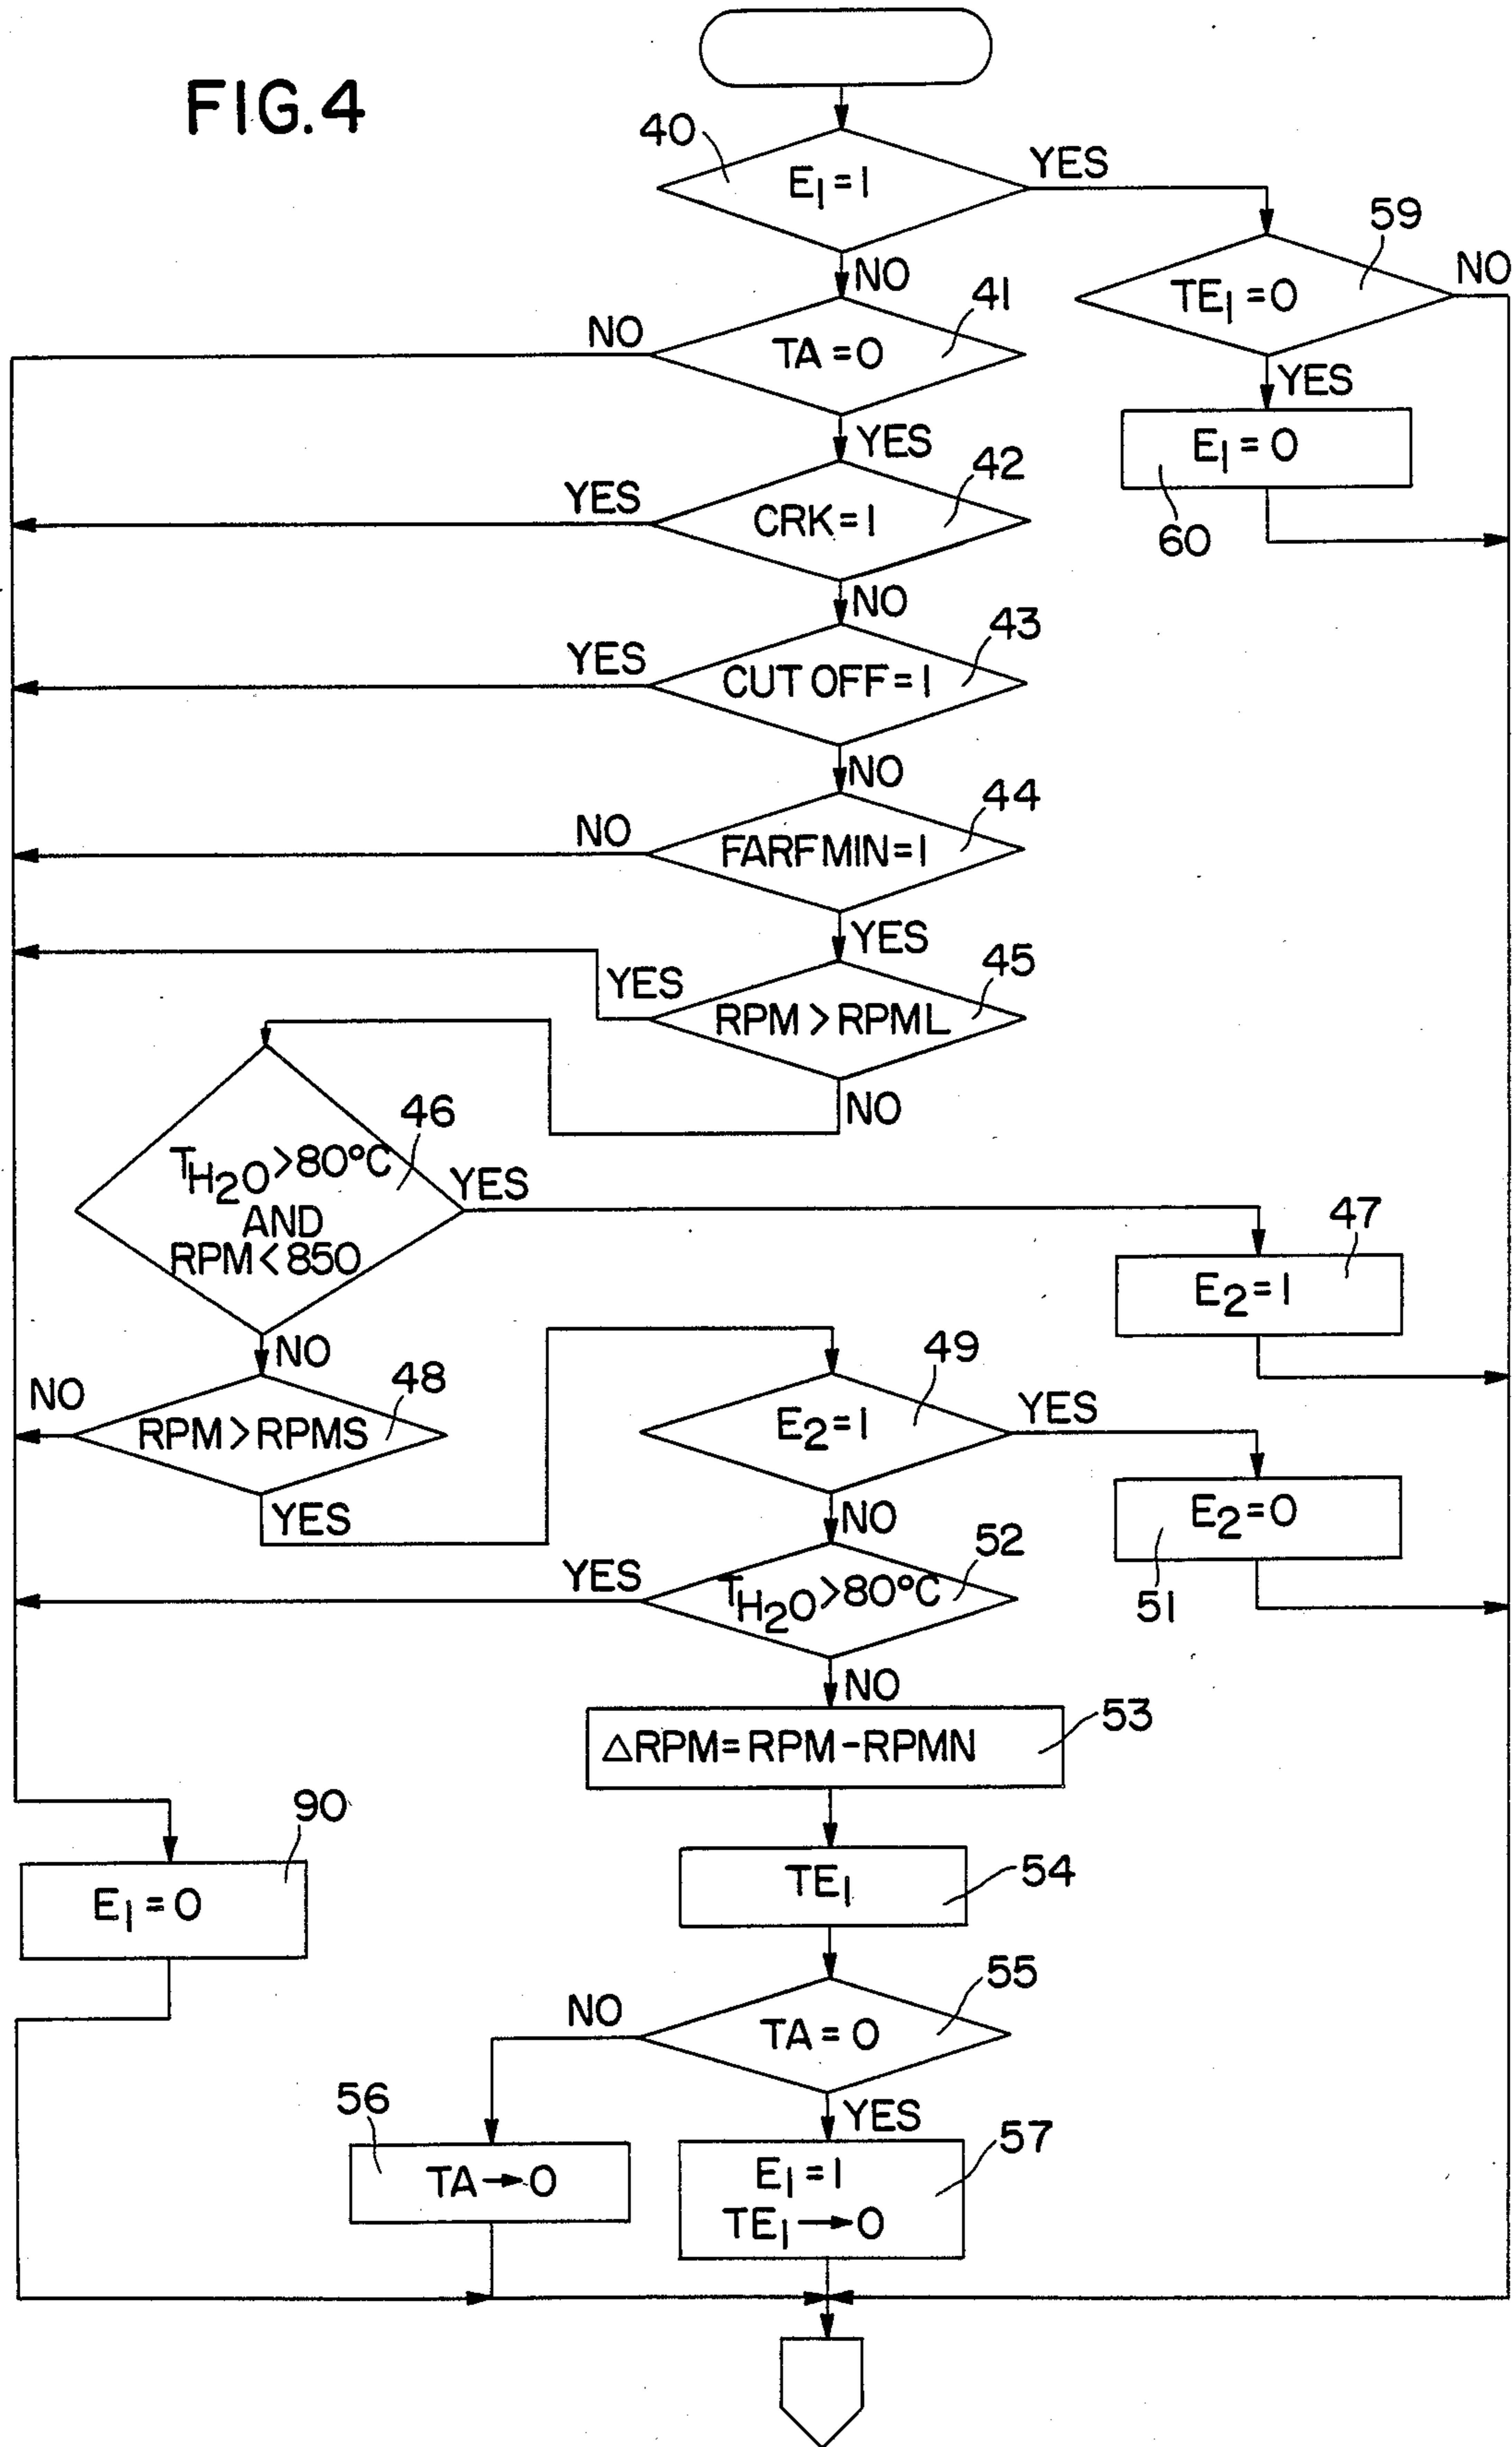 FIG.4
40
E1=1
YES
59
NO
TE1=0
NO
41
NO
TA=0
YES
E1=0
60
YES
42
YES
CRK=1
NO
43
YES
CUT OFF=1
NO
44
NO
FARFMIN=1
YES
45
YES
RPM>RPML
NO
46
TH2O>80°C
AND
RPM<850
YES
47
E2=1
NO
48
NO
RPM>RPMS
YES
49
E2=1
YES
E2=0
51
NO
52
YES
TH2O>80°C
NO
53
△RPM=RPM-RPMN
90
E1=0
54
TE1
55
NO
TA=0
YES
56
TA→0
57
E1=1
TE1→0